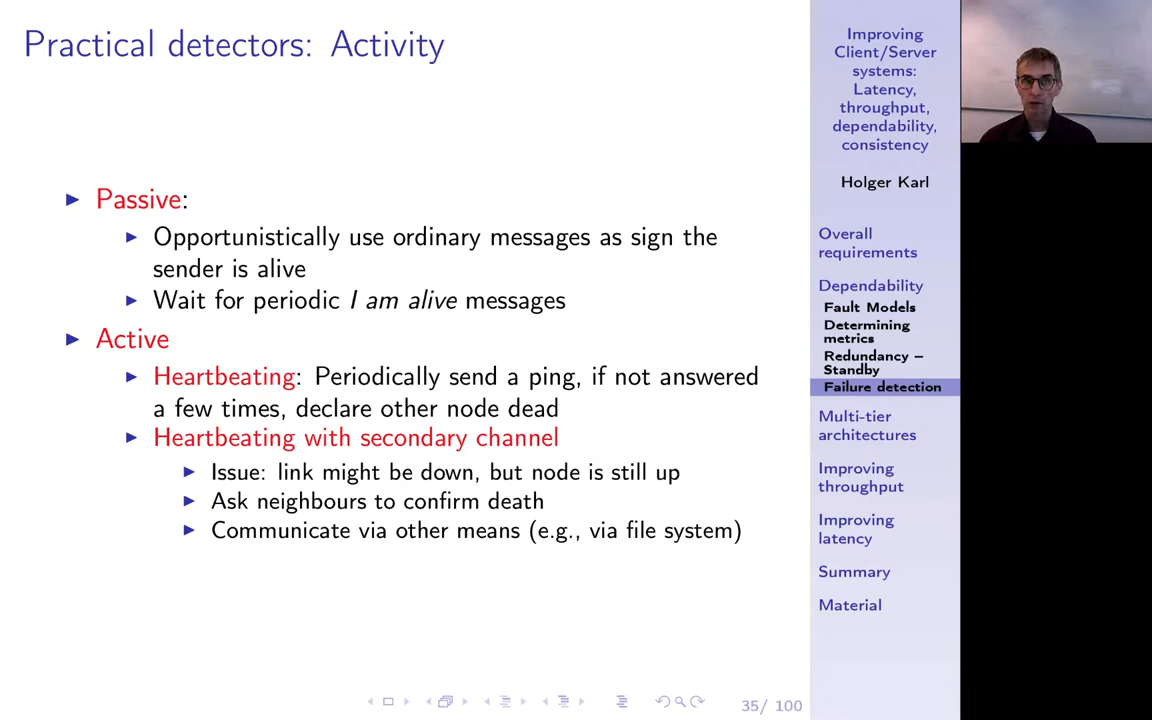 Practical detectors: Activity
Passive:
Opportunistically use ordinary messages as sign the
sender is alive
Wait for periodic I am alive messages
Active
Heartbeating: Periodically send a ping, if not answered
a few times, declare other node dead
Heartbeating with secondary channel
Issue: link might be down, but node is still up
Ask neighbours to confirm death
Communicate via other means (e.g., via file system)
35/ 100
Improving
Client/Server
systems:
Latency,
throughput,
dependability,
consistency
Holger Karl
Overall
requirements
Dependability
Fault Models
Determining
metrics
Redundancy –
Standby
Failure detection
Multi-tier
architectures
Improving
throughput
Improving
latency
Summary
Material